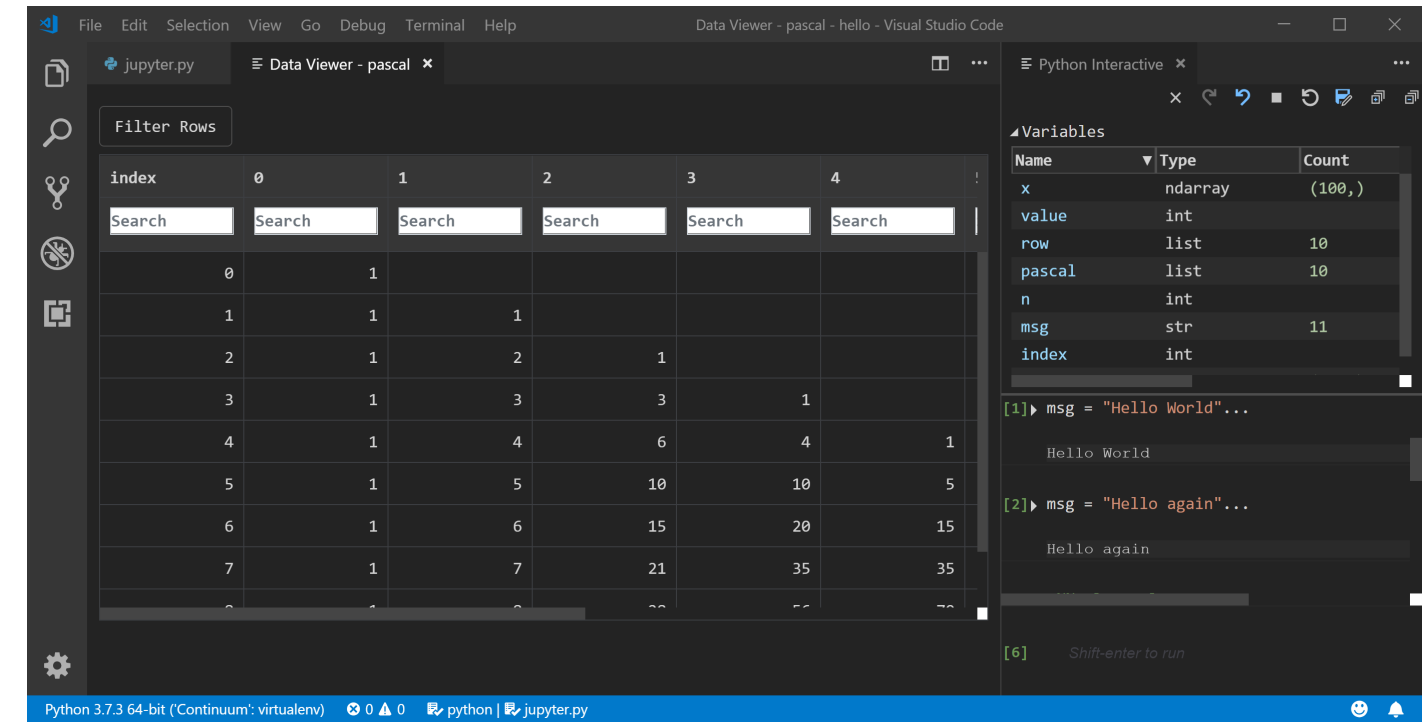 File Edit Selection View Go Debug Terminal Help Data Viewer - pascal - hello - Visual Studio Code
jupyter.py Data Viewer - pascal
Filter Rows
index 0 1 2 3 4
Search Search Search Search Search
0 1
1 1 1
2 1 2 1
3 1 3 3 1
4 1 4 6 4 1
5 1 5 10 10 5
6 1 6 15 20 15
7 1 7 21 35 35
Python Interactive
Variables
Name Type Count
x ndarray (100,)
value int
row list 10
pascal list 10
n int
msg str 11
index int
[1] msg = "Hello World"...
Hello World
[2] msg = "Hello again"...
Hello again
[6] Shift-enter to run
Python 3.7.3 64-bit ('Continuum': virtualenv) 0 0 python | jupyter.py